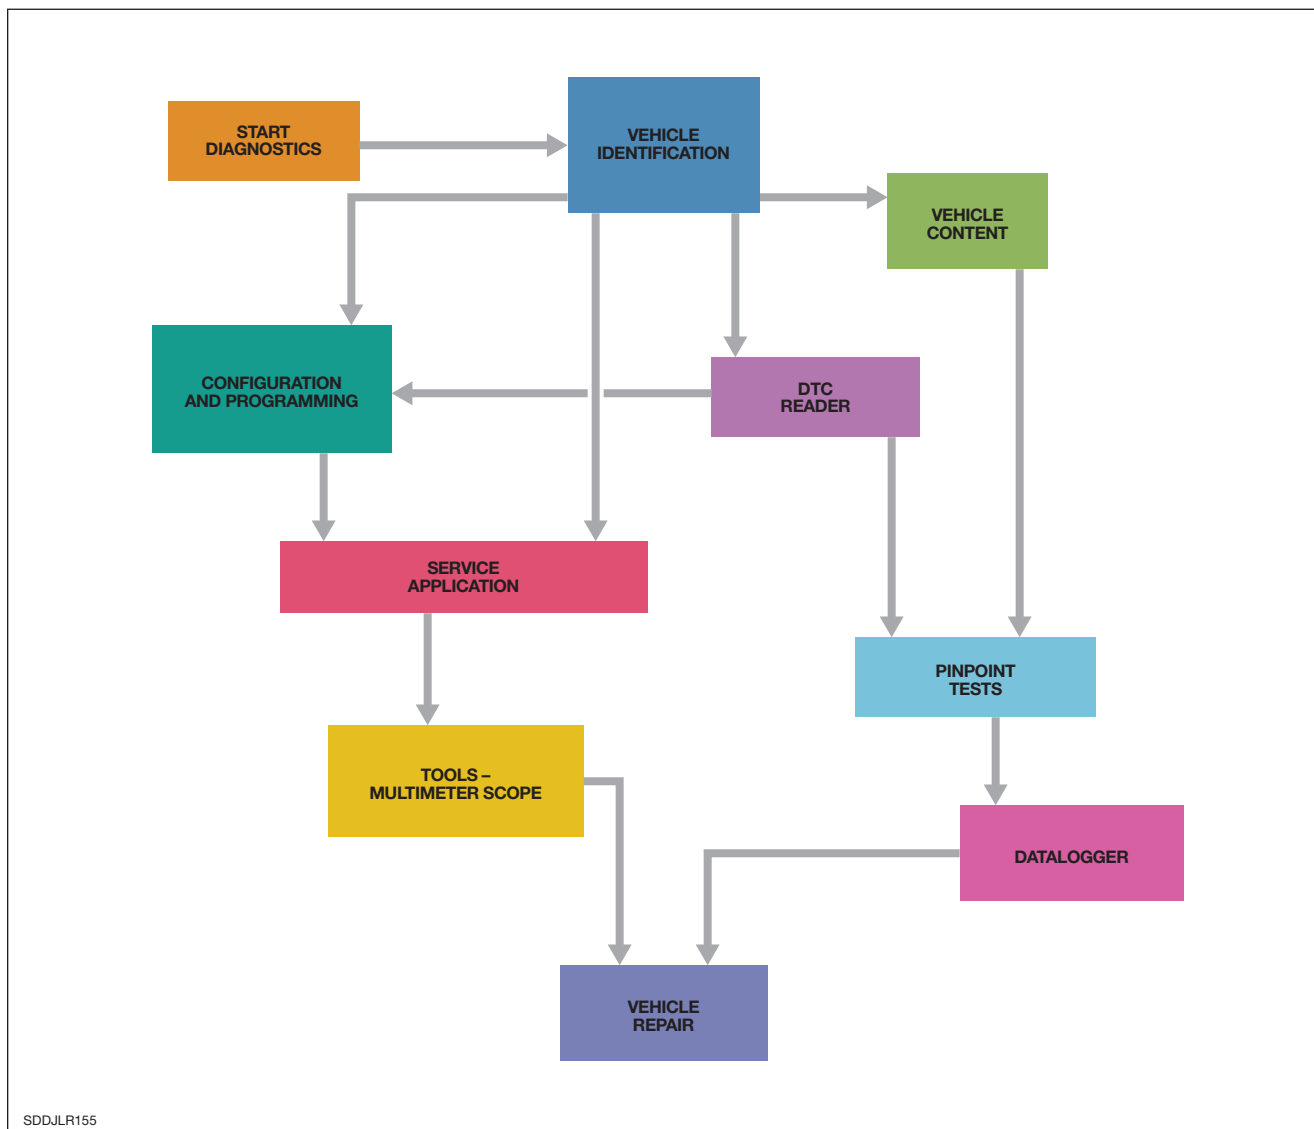 START
DIAGNOSTICS
VEHICLE
IDENTIFICATION
VEHICLE
CONTENT
CONFIGURATION
AND PROGRAMMING
DTC
READER
SERVICE
APPLICATION
PINPOINT
TESTS
TOOLS –
MULTIMETER SCOPE
DATALOGGER
VEHICLE
REPAIR
SDDJLR155